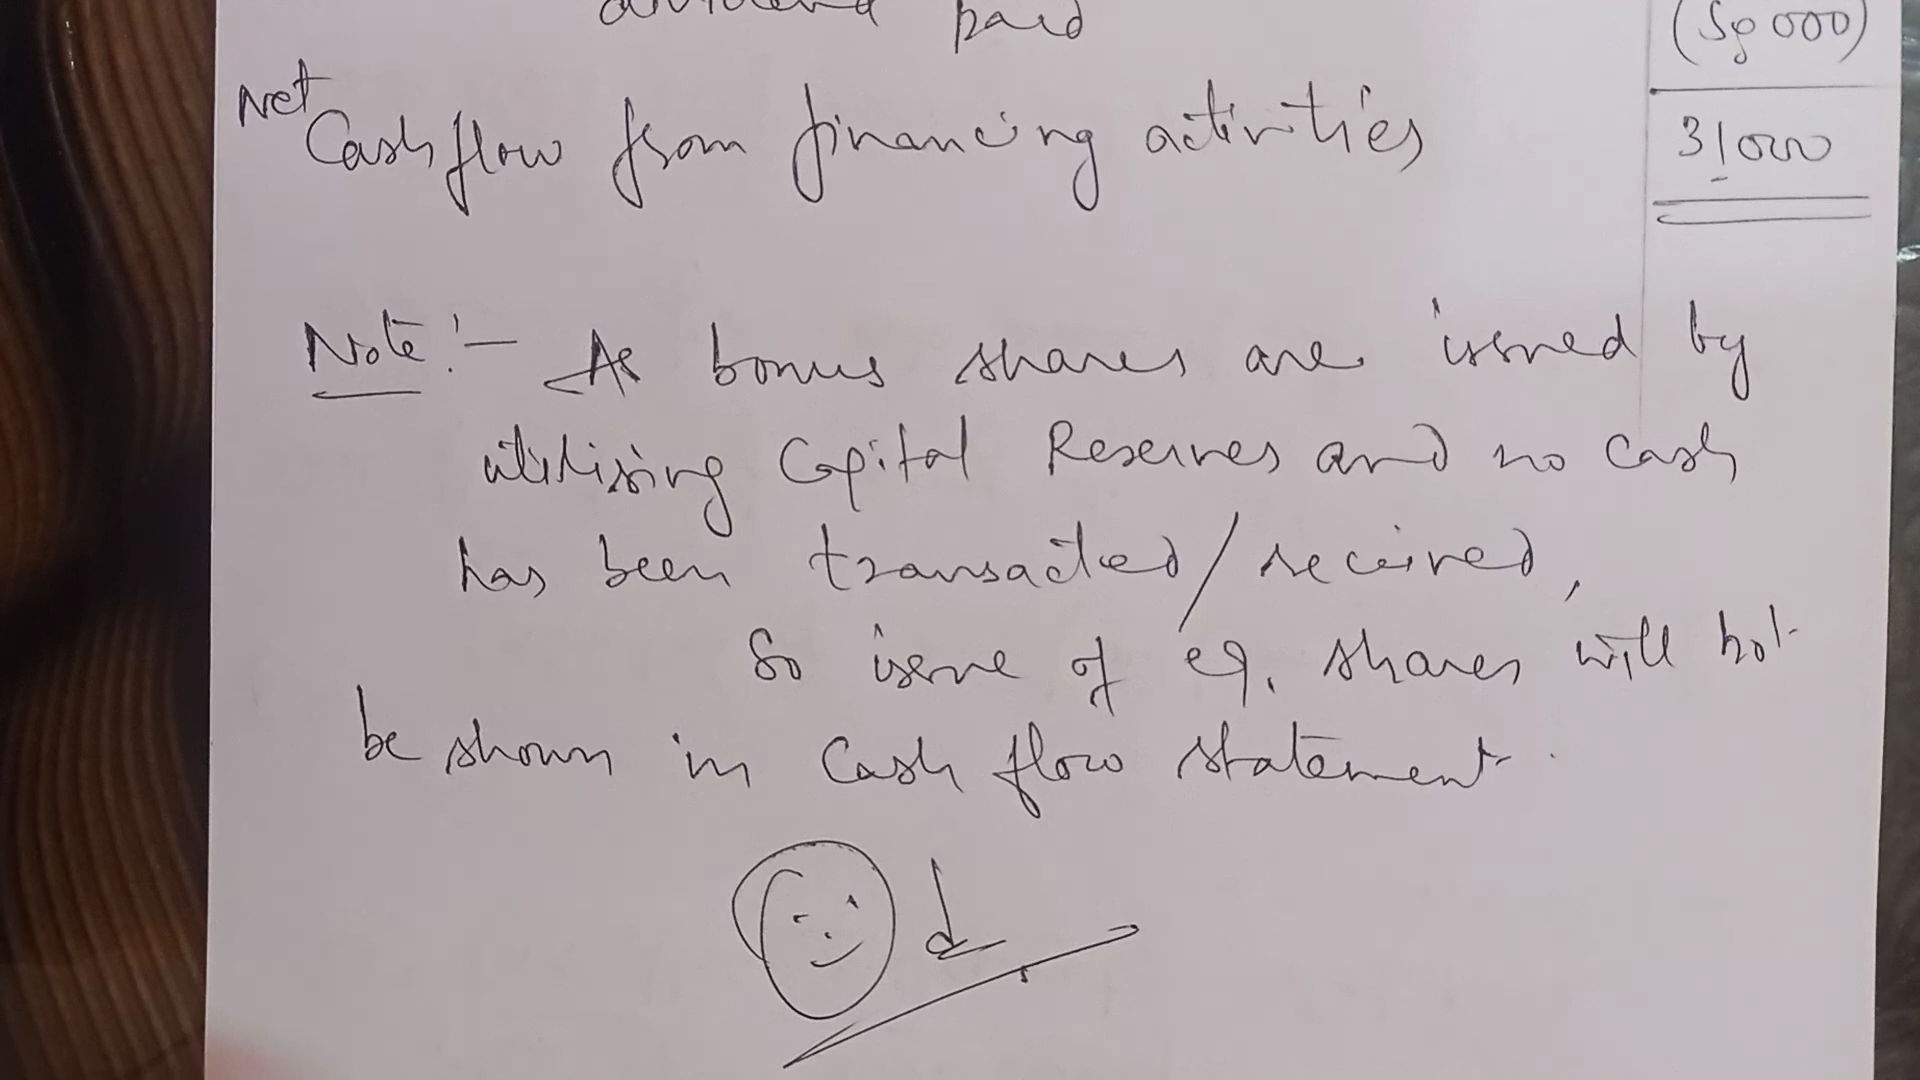 dividend paid (58000)
Net Cash flow from financing activities 31000
Note :- As bonus shares are issued by
utilising Capital Reserves and no cash
has been transacted/received,
So issue of eq. shares will not
be shown in Cash flow statement.